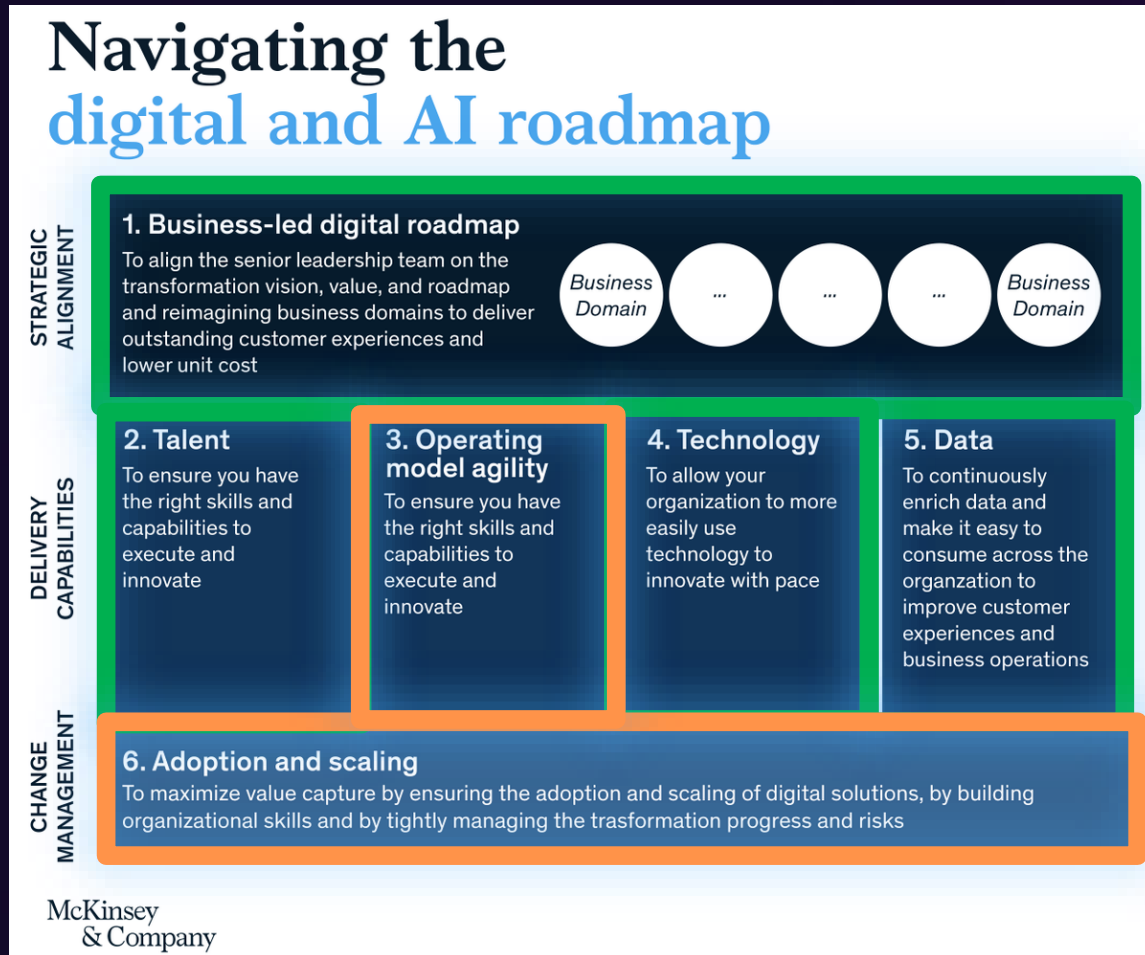 Navigating the
digital and AI roadmap
STRATEGIC
ALIGNMENT
1. Business-led digital roadmap
To align the senior leadership team on the
transformation vision, value, and roadmap
and reimagining business domains to deliver
outstanding customer experiences and
lower unit cost
Business
Domain
...
...
...
Business
Domain
DELIVERY
CAPABILITIES
2. Talent
To ensure you have
the right skills and
capabilities to
execute and
innovate
3. Operating
model agility
To ensure you have
the right skills and
capabilities to
execute and
innovate
4. Technology
To allow your
organization to more
easily use
technology to
innovate with pace
5. Data
To continuously
enrich data and
make it easy to
consume across the
organzation to
improve customer
experiences and
business operations
CHANGE
MANAGEMENT
6. Adoption and scaling
To maximize value capture by ensuring the adoption and scaling of digital solutions, by building
organizational skills and by tightly managing the trasformation progress and risks
McKinsey
& Company